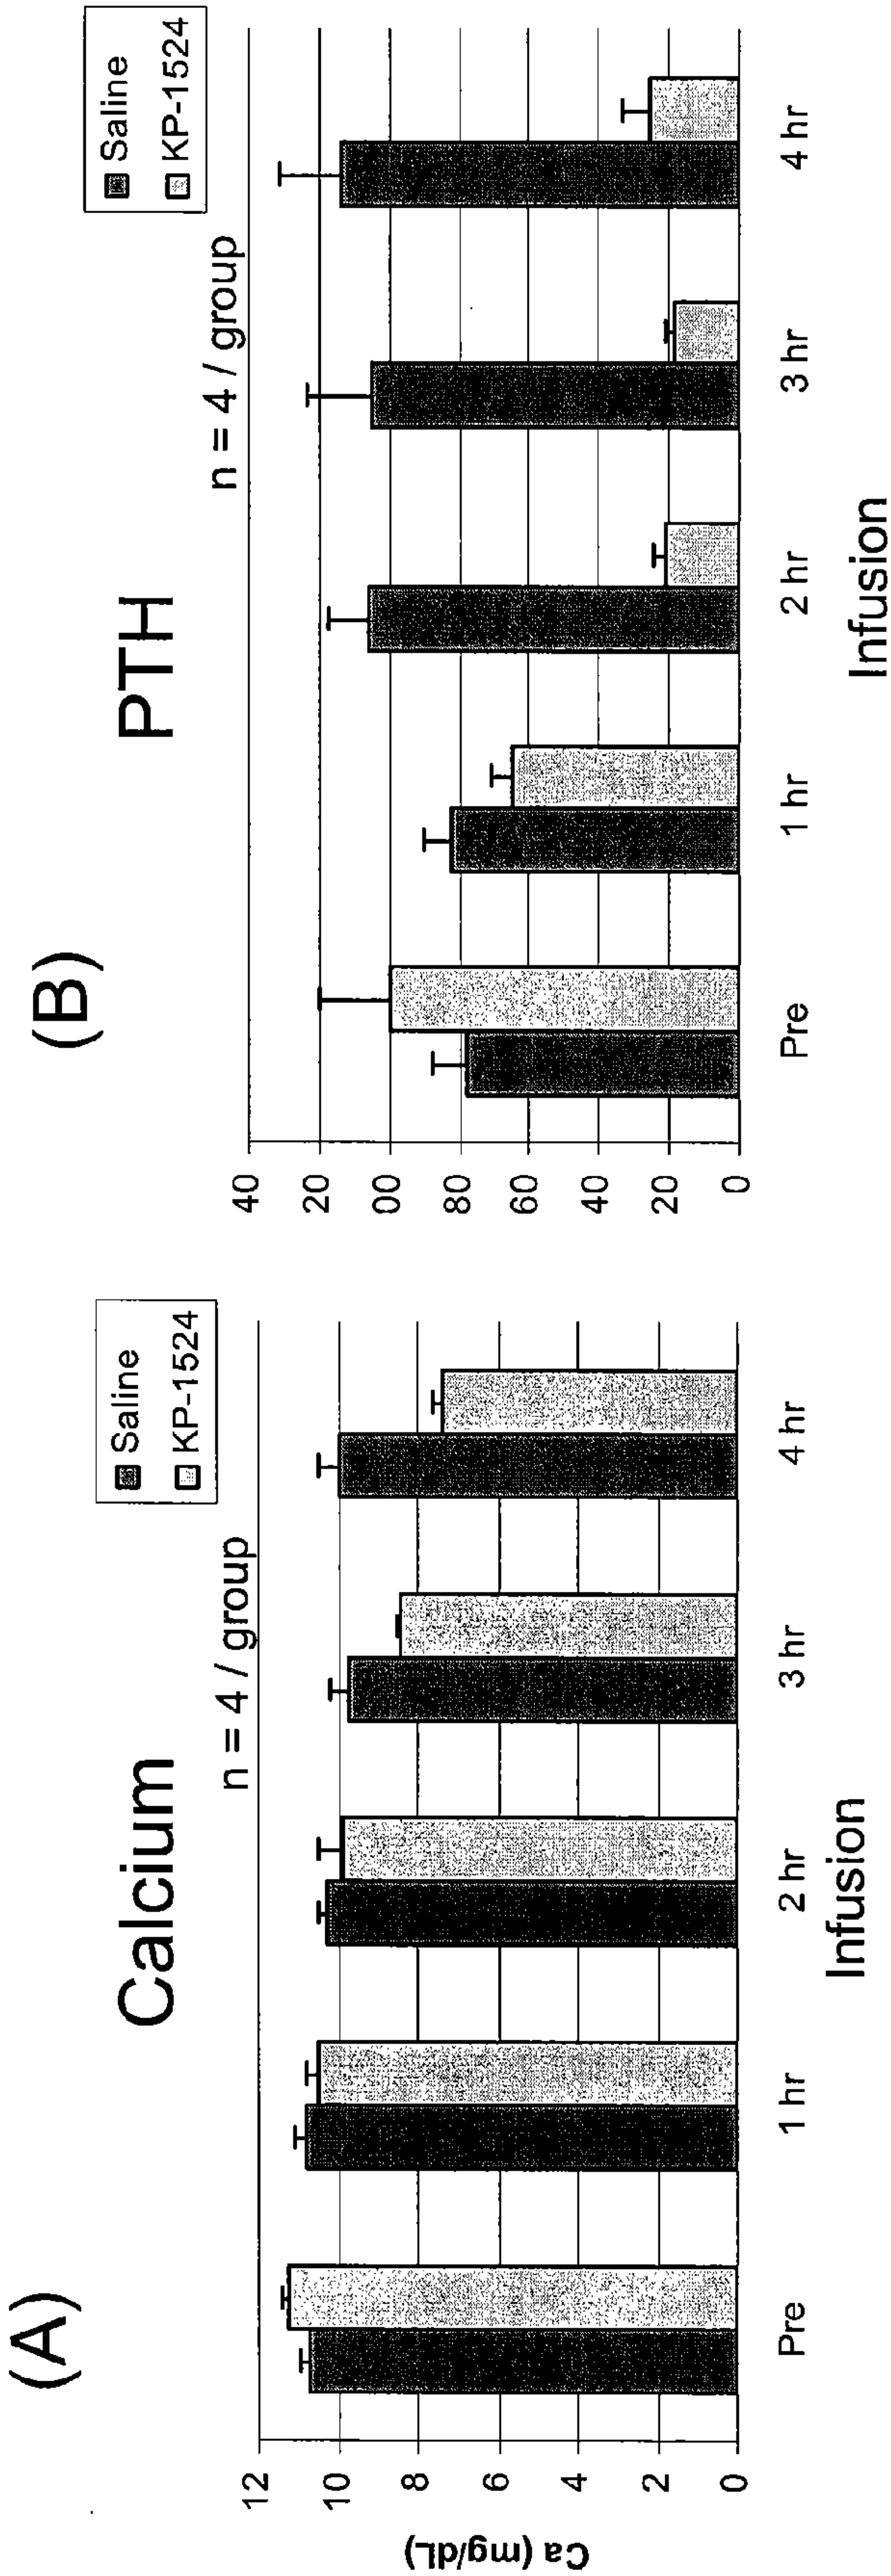 (A)
Calcium
n = 4 / group
Saline
KP-1524
Ca (mg/dL)
12
10
8
6
4
2
0
Pre
1 hr
2 hr
3 hr
4 hr
Infusion
(B)
PTH
n = 4 / group
Saline
KP-1524
40
20
00
80
60
40
20
0
Pre
1 hr
2 hr
3 hr
4 hr
Infusion